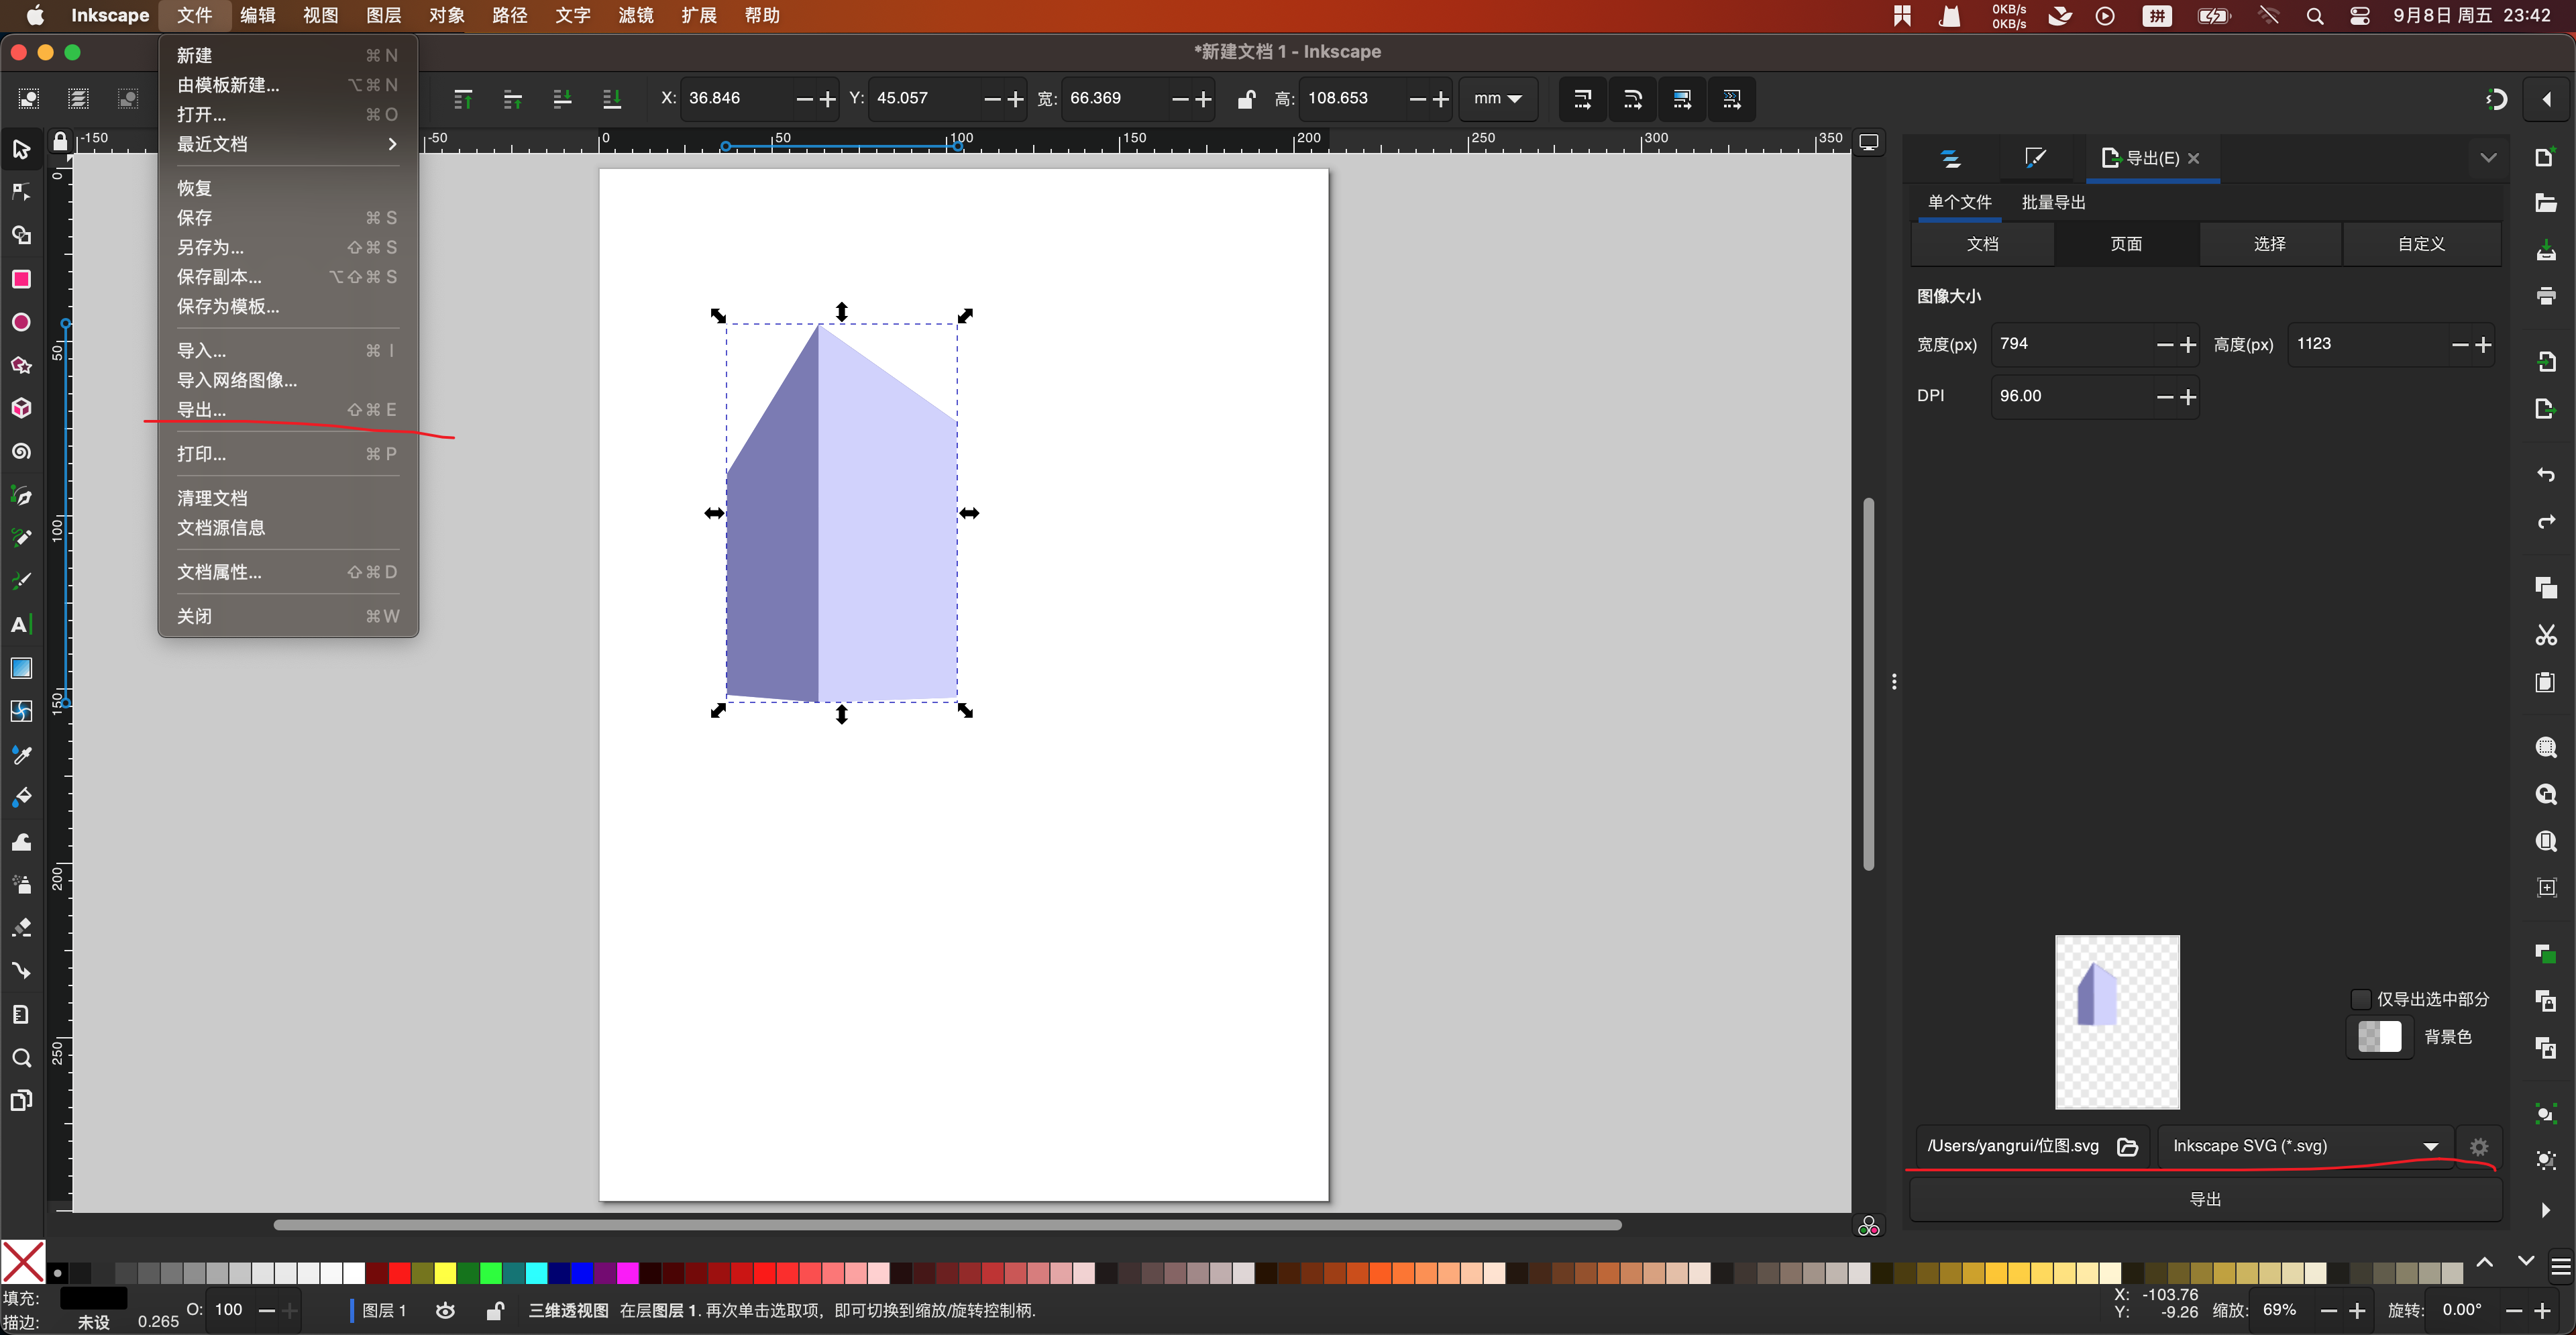 Inkscape 文件 编辑 视图 图层 对象 路径 文字 滤镜 扩展 帮助
0KB/s
0KB/s
拼
9月8日 周五 23:42
*新建文档 1 - Inkscape
新建 ⌘ N
由模板新建... ⌥⌘ N
打开... ⌘ O
最近文档
恢复
保存 ⌘ S
另存为... ⇧⌘ S
保存副本... ⌥⇧⌘ S
保存为模板...
导入... ⌘ I
导入网络图像...
导出... ⇧⌘ E
打印... ⌘ P
清理文档
文档源信息
文档属性... ⇧⌘ D
关闭 ⌘ W
X: 36.846 Y: 45.057 宽: 66.369 高: 108.653 mm
-150 -50 0 50 100 150 200 250 300 350
0
50
100
150
200
250
导出(E)
单个文件 批量导出
文档 页面 选择 自定义
图像大小
宽度(px) 794 高度(px) 1123
DPI 96.00
仅导出选中部分
背景色
/Users/yangrui/位图.svg Inkscape SVG (*.svg)
导出
填充:
描边: 未设 0.265
O: 100
图层 1
三维透视图 在层图层 1. 再次单击选取项，即可切换到缩放/旋转控制柄.
X: -103.76
Y: -9.26
缩放: 69% 旋转: 0.00°